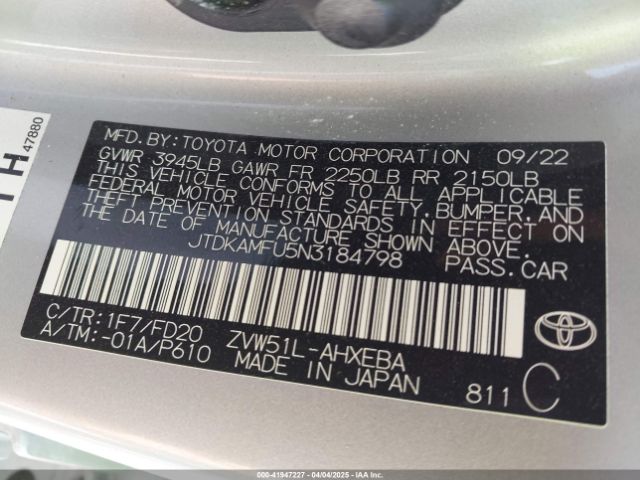 TH
47880
MFD. BY: TOYOTA MOTOR CORPORATION 09/22
GVWR 3945LB GAWR FR 2250LB RR 2150LB
THIS VEHICLE CONFORMS TO ALL APPLICABLE
FEDERAL MOTOR VEHICLE SAFETY, BUMPER, AND
THEFT PREVENTION STANDARDS IN EFFECT ON
THE DATE OF MANUFACTURE SHOWN ABOVE.
JTDKAMFU5N3184798 PASS. CAR
C/TR: 1F7/FD20 ZVW51L-AHXEBA
A/TM: -01A/P610 MADE IN JAPAN 811 C
TOYOTA
000-41947227 - 04/04/2025 - IAA Inc.